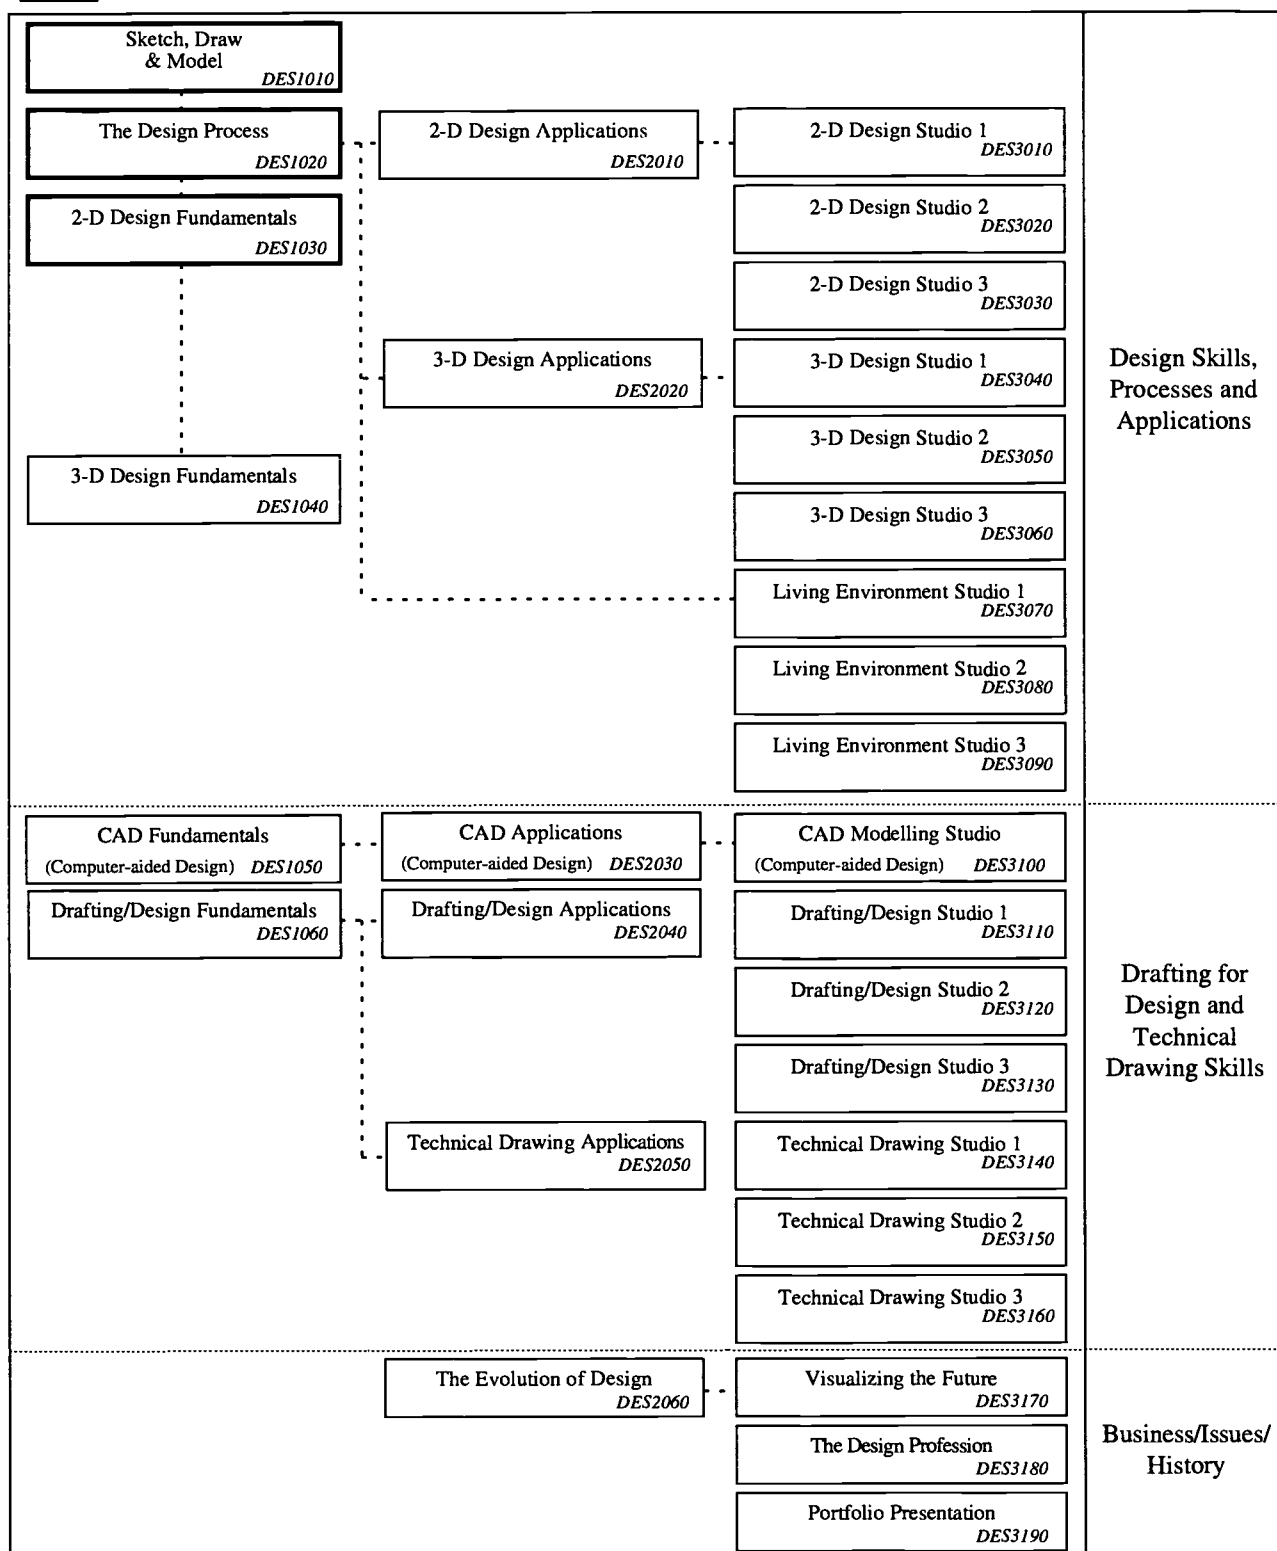 Sketch, Draw
& Model
DES1010
The Design Process
DES1020
2-D Design Fundamentals
DES1030
3-D Design Fundamentals
DES1040
2-D Design Applications
DES2010
3-D Design Applications
DES2020
2-D Design Studio 1
DES3010
2-D Design Studio 2
DES3020
2-D Design Studio 3
DES3030
3-D Design Studio 1
DES3040
3-D Design Studio 2
DES3050
3-D Design Studio 3
DES3060
Living Environment Studio 1
DES3070
Living Environment Studio 2
DES3080
Living Environment Studio 3
DES3090
Design Skills,
Processes and
Applications
CAD Fundamentals
(Computer-aided Design) DES1050
Drafting/Design Fundamentals
DES1060
CAD Applications
(Computer-aided Design) DES2030
Drafting/Design Applications
DES2040
Technical Drawing Applications
DES2050
CAD Modelling Studio
(Computer-aided Design) DES3100
Drafting/Design Studio 1
DES3110
Drafting/Design Studio 2
DES3120
Drafting/Design Studio 3
DES3130
Technical Drawing Studio 1
DES3140
Technical Drawing Studio 2
DES3150
Technical Drawing Studio 3
DES3160
Drafting for
Design and
Technical
Drawing Skills
The Evolution of Design
DES2060
Visualizing the Future
DES3170
The Design Profession
DES3180
Portfolio Presentation
DES3190
Business/Issues/
History